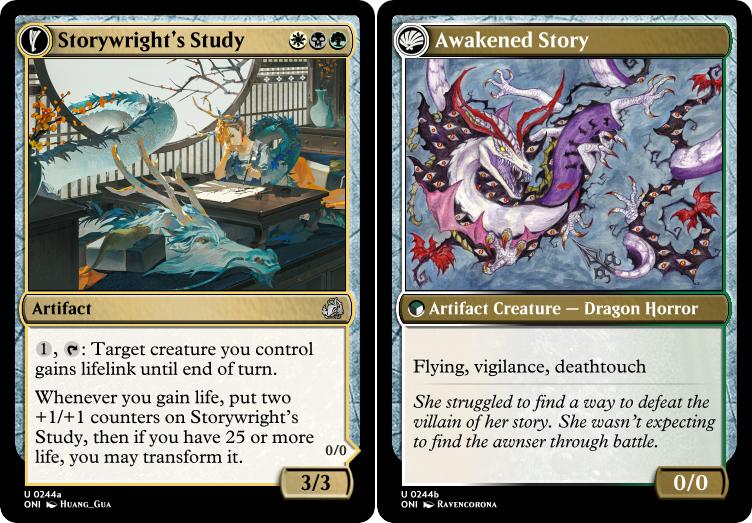 Storywright's Study
Artifact
1, : Target creature you control
gains lifelink until end of turn.
Whenever you gain life, put two
+1/+1 counters on Storywright's
Study, then if you have 25 or more
life, you may transform it.
0/0
3/3
U 0244a
ONI Huang_Gua
Awakened Story
Artifact Creature — Dragon Horror
Flying, vigilance, deathtouch
She struggled to find a way to defeat the
villain of her story. She wasn't expecting
to find the awnser through battle.
0/0
U 0244b
ONI Ravencorona